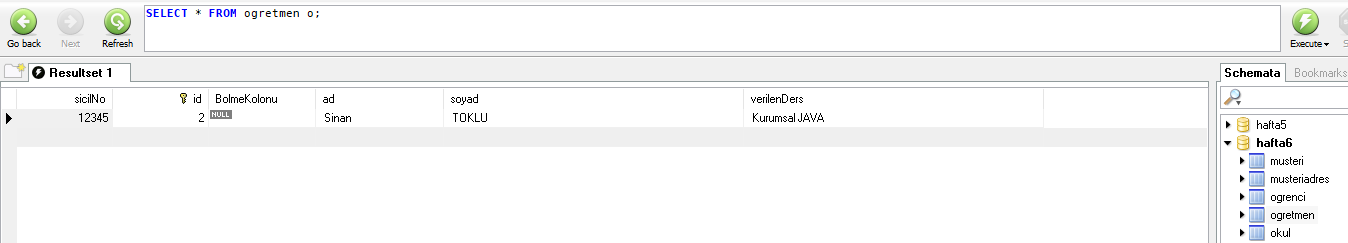 SELECT * FROM ogretmen o;
Go back
Next
Refresh
Execute
Resultset 1
sicilNo id BolmeKolonu ad soyad verilenDers
12345 2 NULL Sinan TOKLU Kurumsal JAVA
Schemata Bookmarks
hafta5
hafta6
musteri
musteriadres
ogrenci
ogretmen
okul